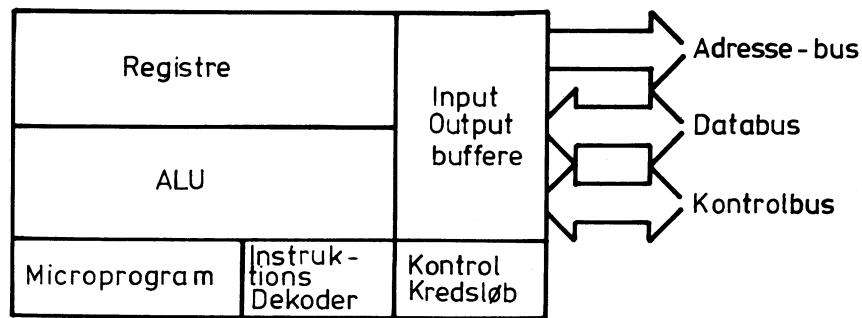 Registre
Input
Output
buffere
ALU
Microprogram
Instruk-
tions
Dekoder
Kontrol
Kredsløb
Adresse-bus
Databus
Kontrolbus